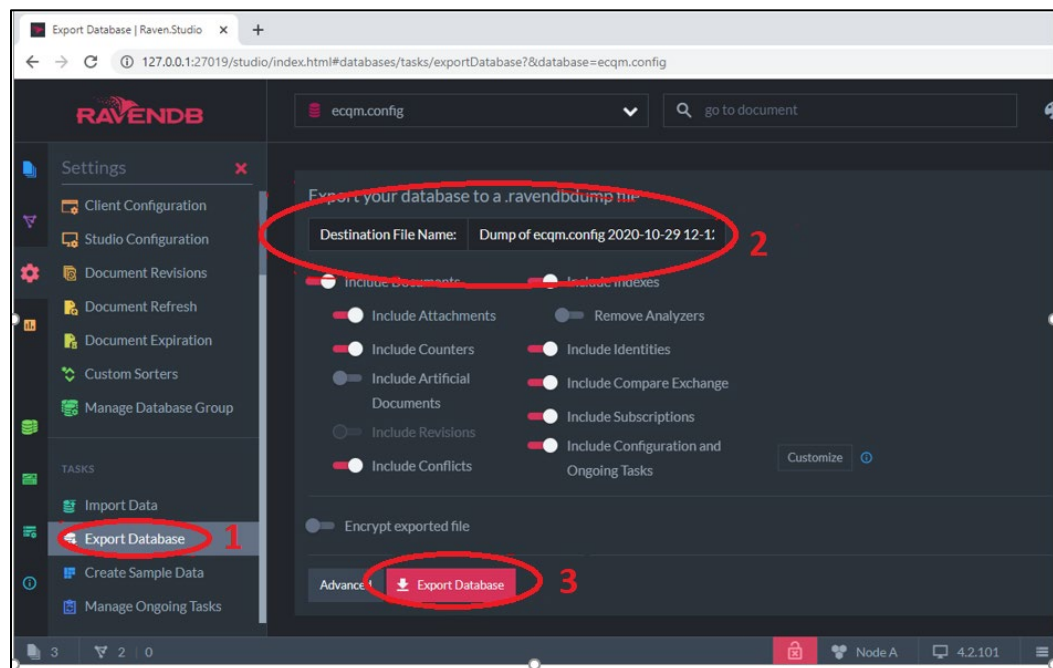 Export Database | Raven.Studio
127.0.0.1:27019/studio/index.html#databases/tasks/exportDatabase?&database=ecqm.config
RAVENDB
ecqm.config
go to document
Settings
Client Configuration
Studio Configuration
Document Revisions
Document Refresh
Document Expiration
Custom Sorters
Manage Database Group
TASKS
Import Data
Export Database
1
Create Sample Data
Manage Ongoing Tasks
Export your database to a .ravendbdump file
Destination File Name:
Dump of ecqm.config 2020-10-29 12-1
2
Include Documents
Include Indexes
Include Attachments
Remove Analyzers
Include Counters
Include Identities
Include Artificial
Documents
Include Compare Exchange
Include Revisions
Include Subscriptions
Include Conflicts
Include Configuration and
Ongoing Tasks
Customize
Encrypt exported file
Advanced
Export Database
3
3
2 | 0
Node A
4.2.101